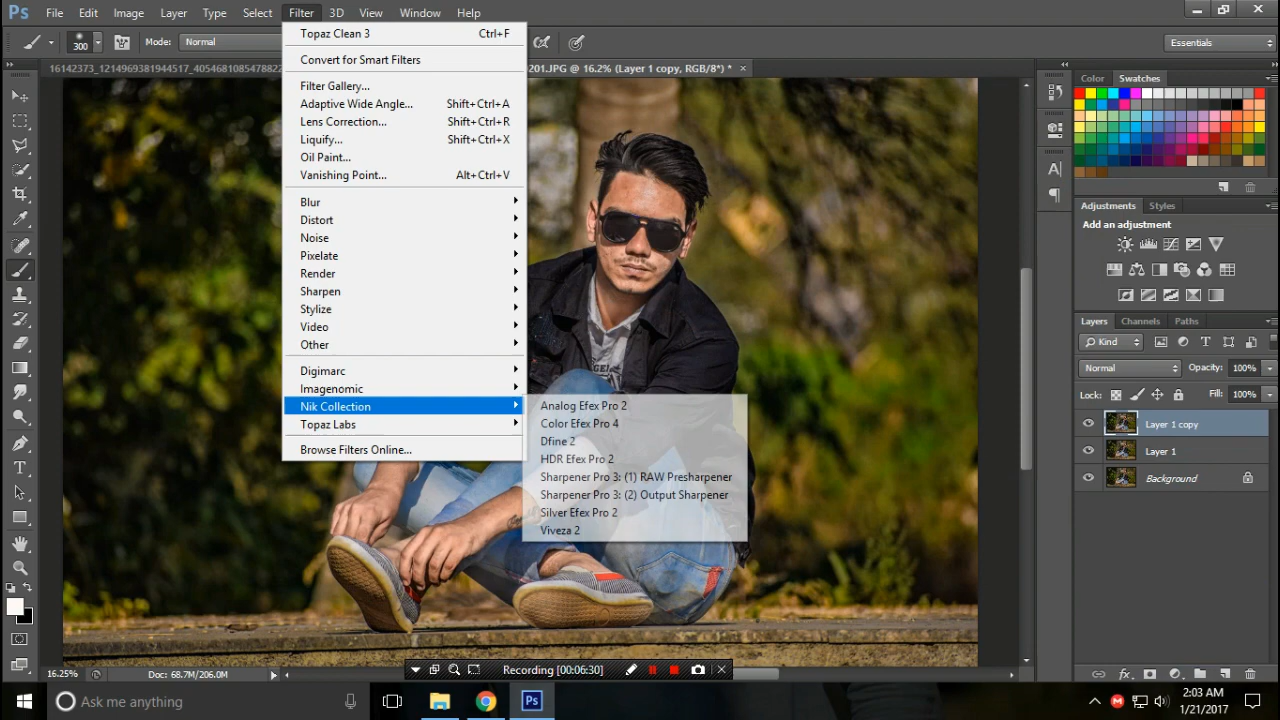 Ps File Edit Image Layer Type Select Filter 3D View Window Help
300 Mode: Normal Essentials
16142373_1214969381944517_4054681085478822 201.JPG @ 16.2% (Layer 1 copy, RGB/8*) * ×
Topaz Clean 3 Ctrl+F
Convert for Smart Filters
Filter Gallery...
Adaptive Wide Angle... Shift+Ctrl+A
Lens Correction... Shift+Ctrl+R
Liquify... Shift+Ctrl+X
Oil Paint...
Vanishing Point... Alt+Ctrl+V
Blur
Distort
Noise
Pixelate
Render
Sharpen
Stylize
Video
Other
Digimarc
Imagenomic
Nik Collection
Topaz Labs
Browse Filters Online...
Analog Efex Pro 2
Color Efex Pro 4
Dfine 2
HDR Efex Pro 2
Sharpener Pro 3: (1) RAW Presharpener
Sharpener Pro 3: (2) Output Sharpener
Silver Efex Pro 2
Viveza 2
Color Swatches
Adjustments Styles
Add an adjustment
Layers Channels Paths
Kind
Normal Opacity: 100%
Lock: Fill: 100%
Layer 1 copy
Layer 1
Background
16.25% Doc: 68.7M/206.0M
Recording [00:06:30]
Ask me anything
Ps
2:03 AM
1/21/2017